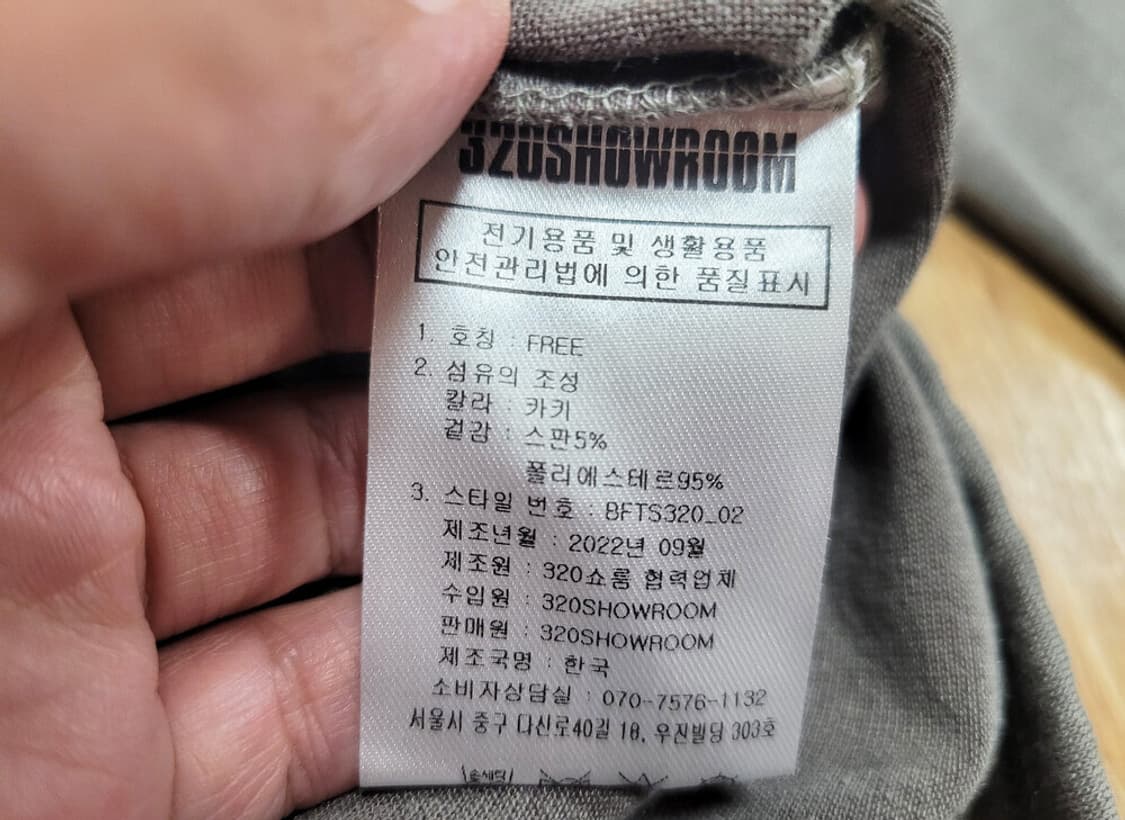 320SHOWROOM
전기용품 및 생활용품
안전관리법에 의한 품질표시
1. 호칭 : FREE
2. 섬유의 조성
칼라 : 카키
겉감 : 스판5%
폴리에스테르95%
3. 스타일 번호 : BFTS320_02
제조년월 : 2022년 09월
제조원 : 320쇼룸 협력업체
수입원 : 320SHOWROOM
판매원 : 320SHOWROOM
제조국명 : 한국
소비자상담실 : 070-7576-1132
서울시 중구 다신로40길 18, 우진빌딩 303호
손세탁